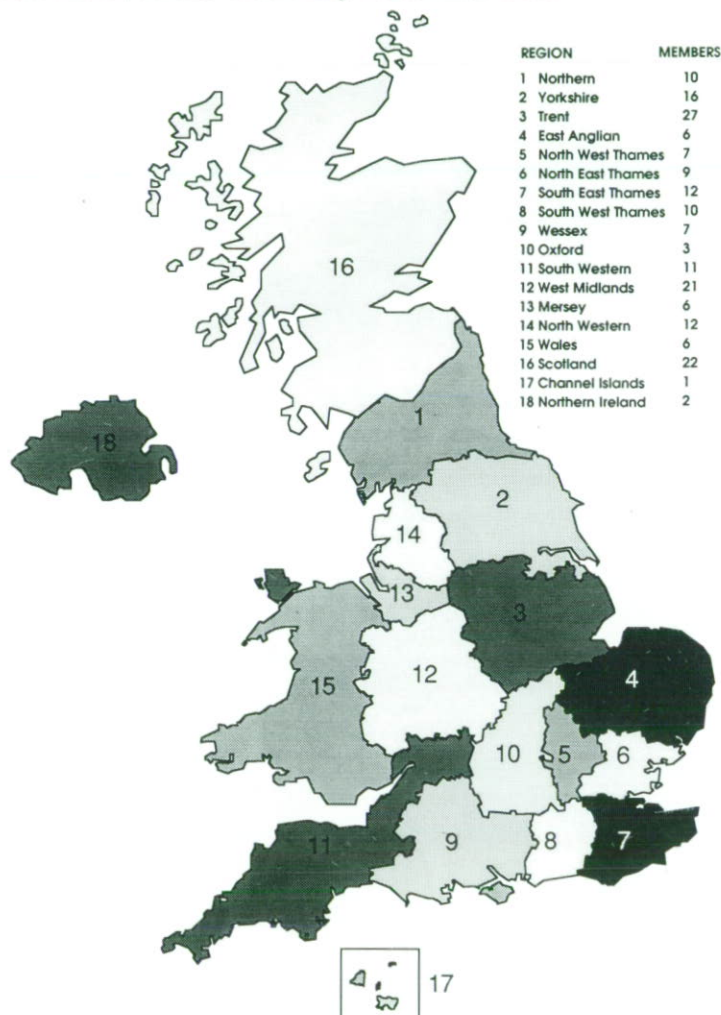 REGION MEMBERS
1 Northern 10
2 Yorkshire 16
3 Trent 27
4 East Anglian 6
5 North West Thames 7
6 North East Thames 9
7 South East Thames 12
8 South West Thames 10
9 Wessex 7
10 Oxford 3
11 South Western 11
12 West Midlands 21
13 Mersey 6
14 North Western 12
15 Wales 6
16 Scotland 22
17 Channel Islands 1
18 Northern Ireland 2
16
1
18
2
14
13
3
12
15
4
10
5
6
11
9
8
7
17